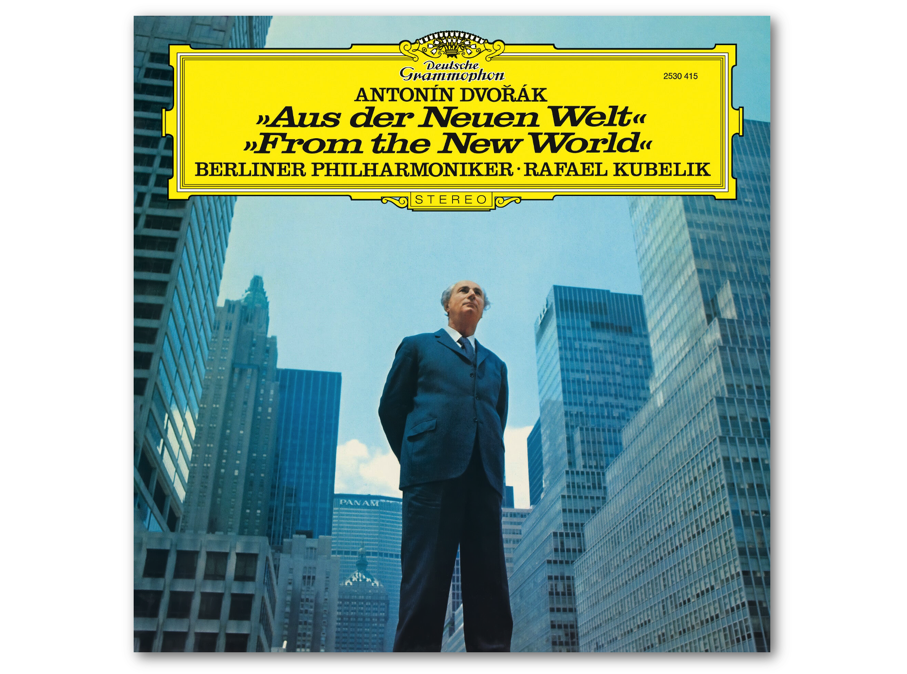 Deutsche
Grammophon
2530 415
ANTONÍN DVOŘÁK
»Aus der Neuen Welt«
»From the New World«
BERLINER PHILHARMONIKER · RAFAEL KUBELIK
STEREO
PAN AM